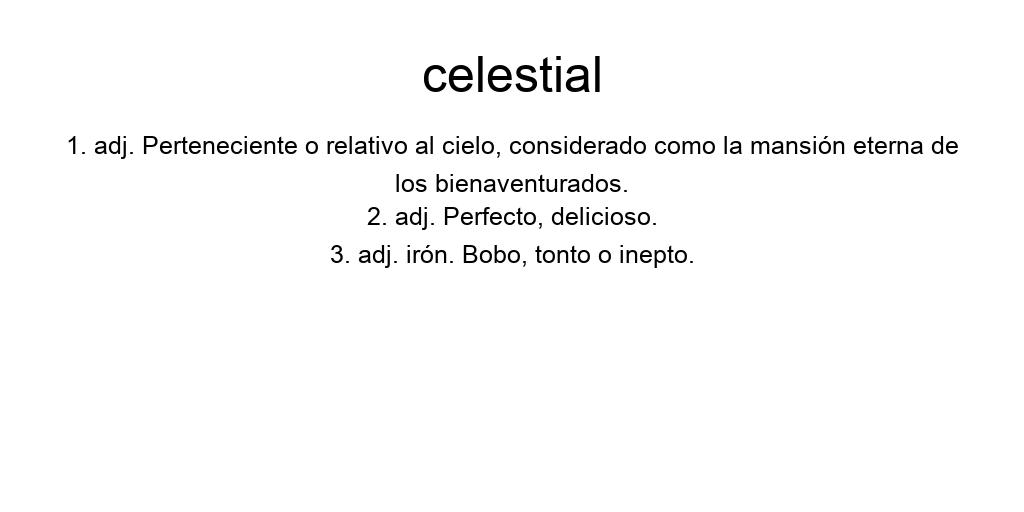 celestial
1. adj. Perteneciente o relativo al cielo, considerado como la mansión eterna de
los bienaventurados.
2. adj. Perfecto, delicioso.
3. adj. irón. Bobo, tonto o inepto.